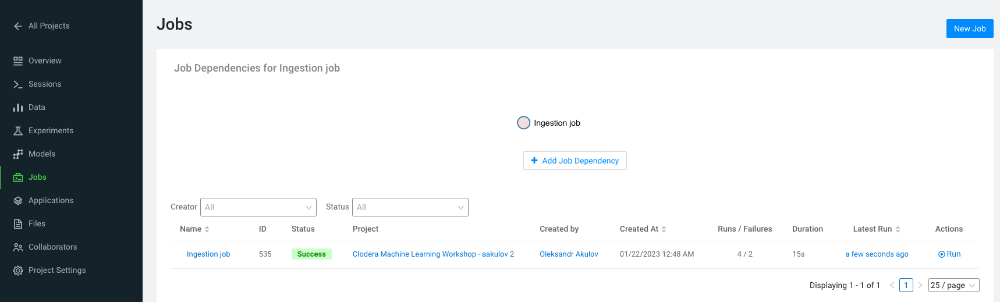 All Projects
Overview
Sessions
Data
Experiments
Models
Jobs
Applications
Files
Collaborators
Project Settings
Jobs
New Job
Job Dependencies for Ingestion job
Ingestion job
Add Job Dependency
Creator All Status All
Name ID Status Project Created by Created At Runs / Failures Duration Latest Run Actions
Ingestion job 535 Success Clodera Machine Learning Workshop - aakulov 2 Oleksandr Akulov 01/22/2023 12:48 AM 4 / 2 15s a few seconds ago Run
Displaying 1 - 1 of 1 < 1 > 25 / page